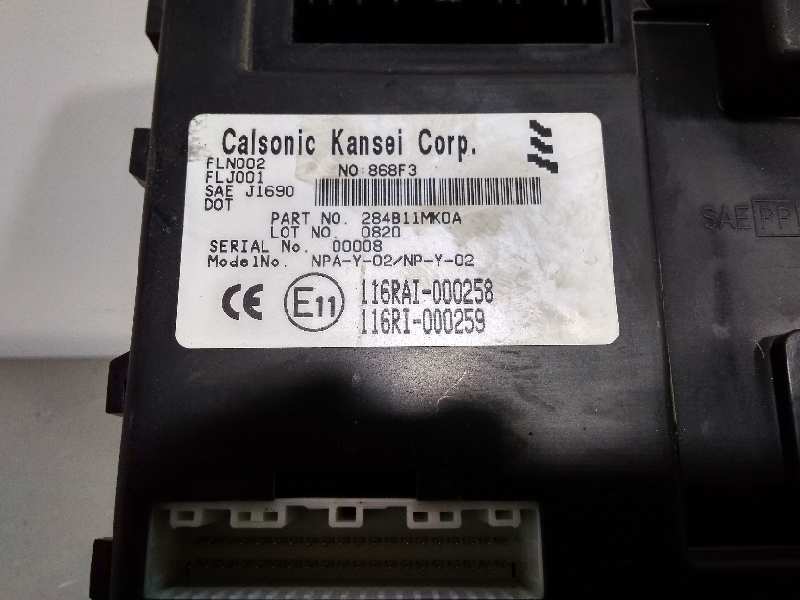 Calsonic Kansei Corp.
FLN002
NO 868F3
FLJ001
SAE J1690
DOT
PART NO. 284B11MK0A
LOT NO. 0820
SERIAL No. 00008
ModelNo. NPA-Y-02/NP-Y-02
CE E11 116RAI-000258
116RI-000259
SAE PP